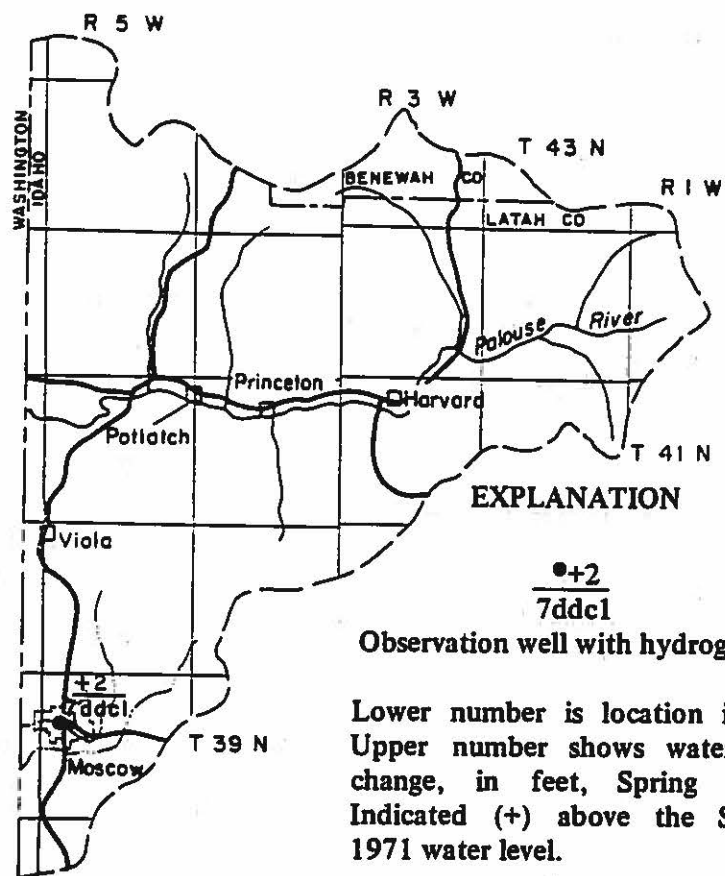 R 5 W
R 3 W
T 43 N
WASHINGTON
IDAHO
BENEWAH CO
R 1 W
LATAH CO
Palouse River
Princeton
Harvard
Potlatch
T 41 N
EXPLANATION
Viola
+2
7ddc1
Observation well with
+2
7ddc1
T 39 N
Moscow
Lower number is location
Upper number shows water
change, in feet, Spring
Indicated (+) above the
1971 water level.